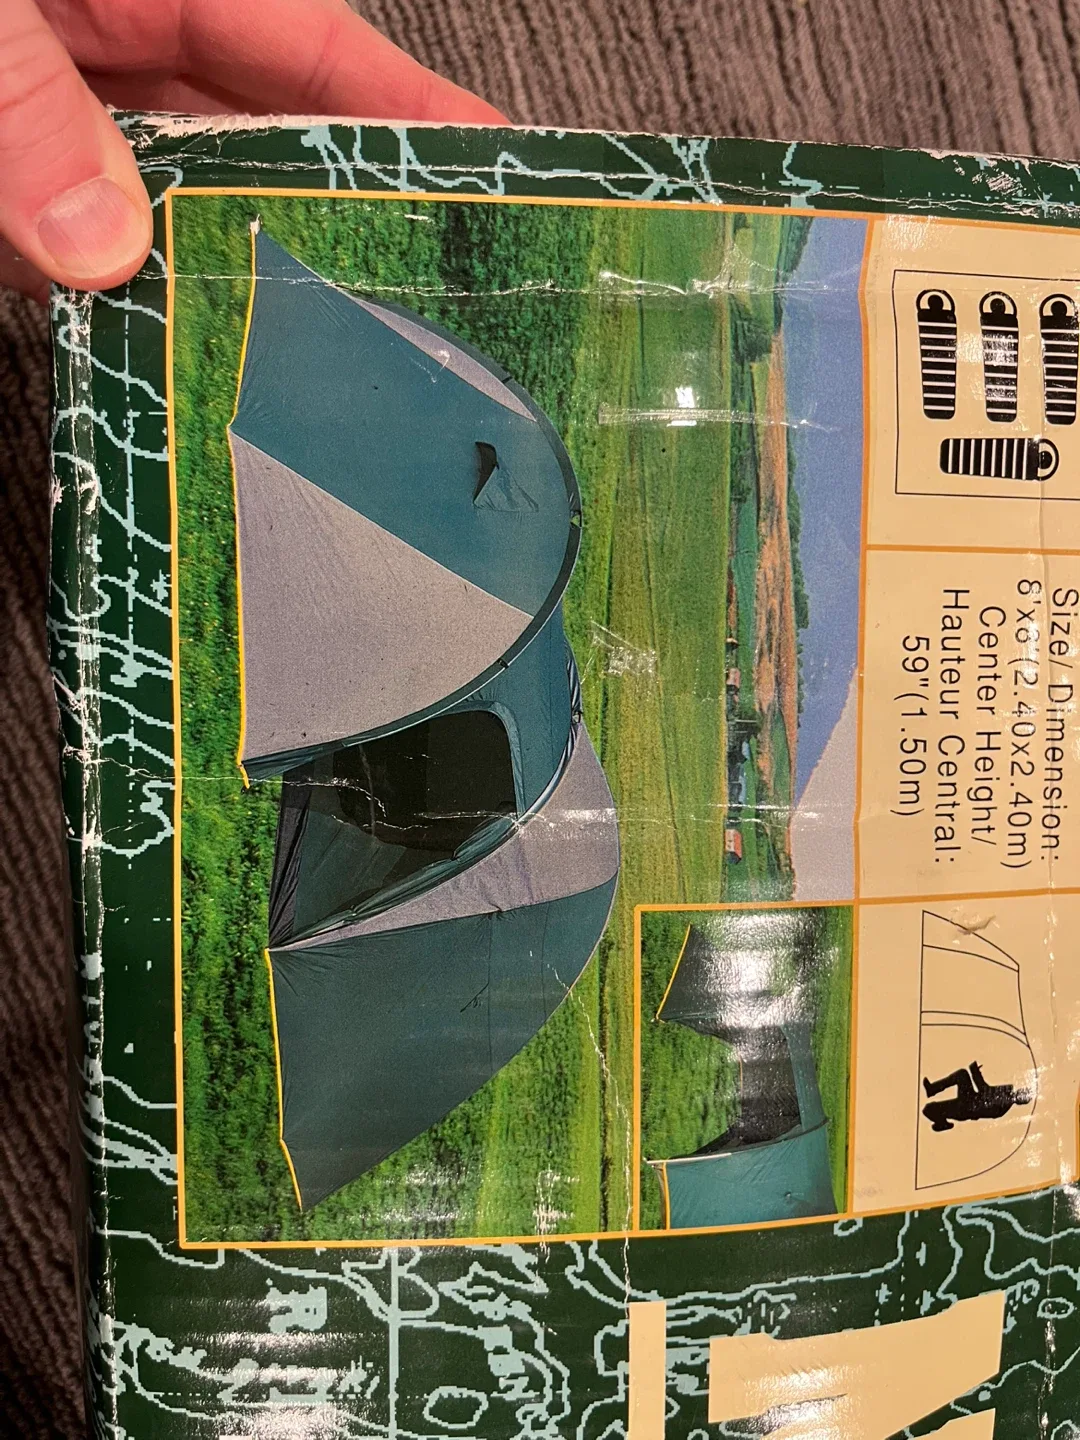 Size/ Dimension:
8'x8'(2.40x2.40m)
Center Height/
Hauteur Central:
59"(1.50m)